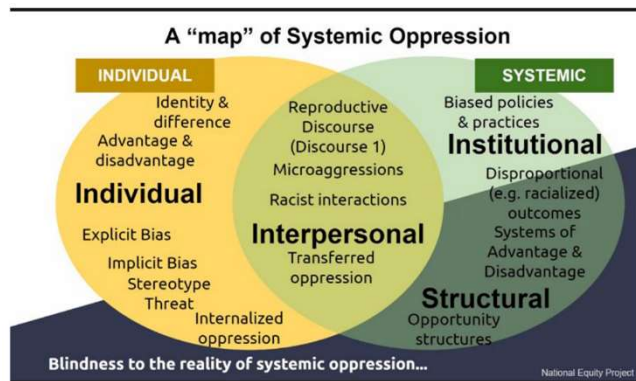 A “map” of Systemic Oppression
INDIVIDUAL
SYSTEMIC
Identity &
difference
Advantage &
disadvantage
Individual
Explicit Bias
Implicit Bias
Stereotype
Threat
Internalized
oppression
Reproductive
Discourse
(Discourse 1)
Microaggressions
Racist interactions
Interpersonal
Transferred
oppression
Biased policies
& practices
Institutional
Disproportional
(e.g. racialized)
outcomes
Systems of
Advantage &
Disadvantage
Structural
Opportunity
structures
Blindness to the reality of systemic oppression...
National Equity Project